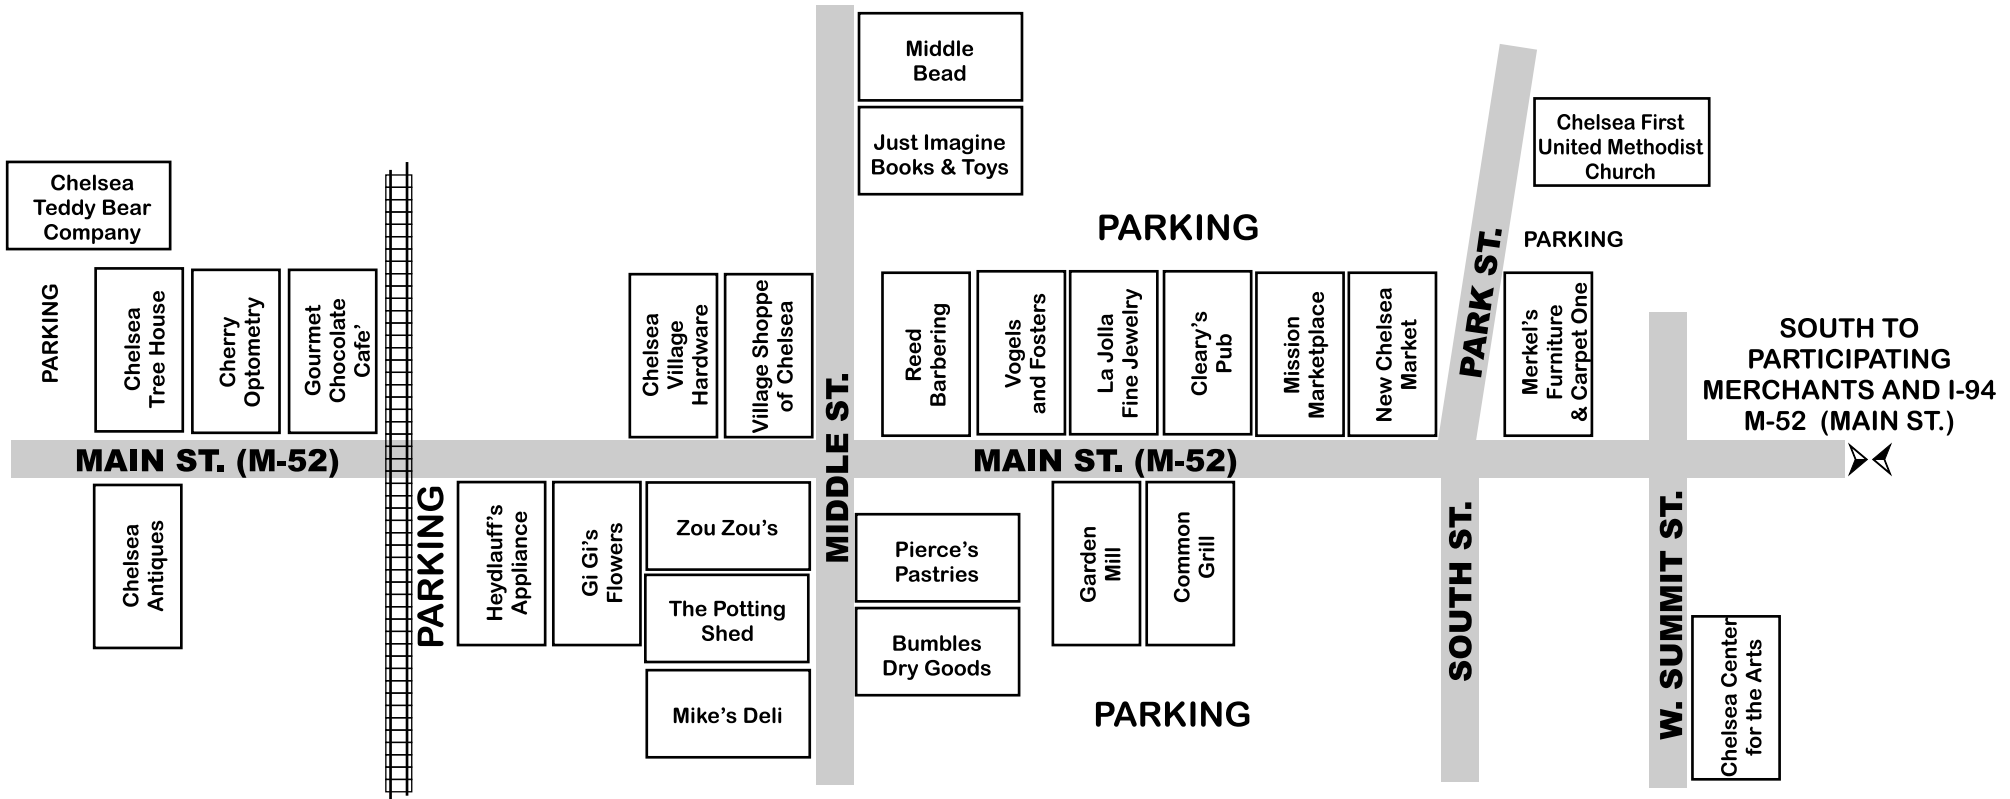 Middle
Bead
Just Imagine
Books & Toys
Chelsea First
United Methodist
Church
Chelsea
Teddy Bear
Company
PARKING
PARKING
PARKING
Chelsea
Tree House
Cherry
Optometry
Gourmet
Chocolate
Cafe'
Chelsea
Village
Hardware
Village Shoppe
of Chelsea
Reed
Barbering
Vogels
and Fosters
La Jolla
Fine Jewelry
Cleary's
Pub
Mission
Marketplace
New Chelsea
Market
PARK ST.
Merkel's
Furniture
& Carpet One
SOUTH TO
PARTICIPATING
MERCHANTS AND I-94
M-52 (MAIN ST.)
MAIN ST. (M-52)
MIDDLE ST.
MAIN ST. (M-52)
Chelsea
Antiques
PARKING
Heydlauff's
Appliance
Gi Gi's
Flowers
Zou Zou's
The Potting
Shed
Mike's Deli
Pierce's
Pastries
Bumbles
Dry Goods
Garden
Mill
Common
Grill
PARKING
SOUTH ST.
W. SUMMIT ST.
Chelsea Center
for the Arts